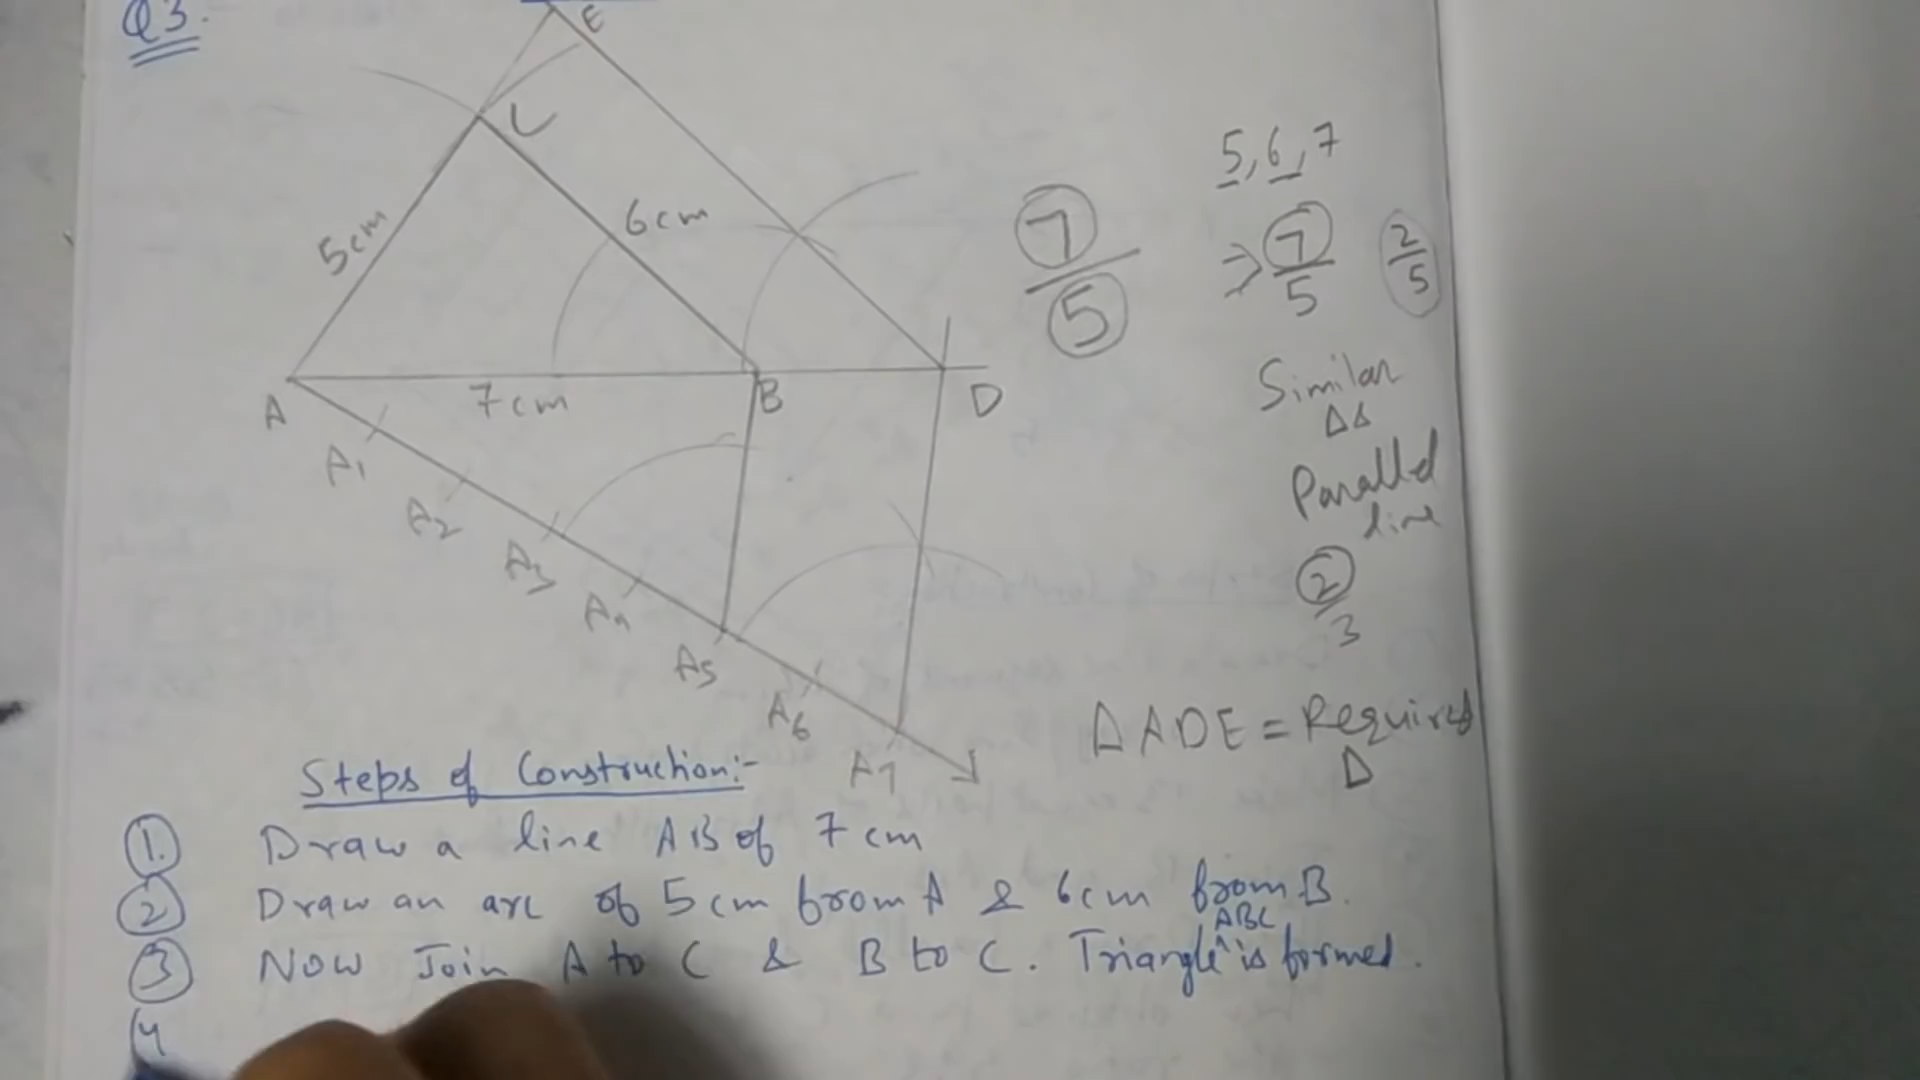 Q3.
E
C
5cm
6cm
7cm
A
B
D
A1
A2
A3
A4
A5
A6
A7
7/5
5, 6, 7
⇒ 7/5 2/5
Similar
ΔΔ
Parallel
line
2/3
ΔADE = Required
Δ
Steps of Construction:-
1. Draw a line AB of 7 cm
2 Draw an arc of 5 cm from A & 6 cm from B.
3 Now Join A to C & B to C. Triangle ^ABC is formed.
4